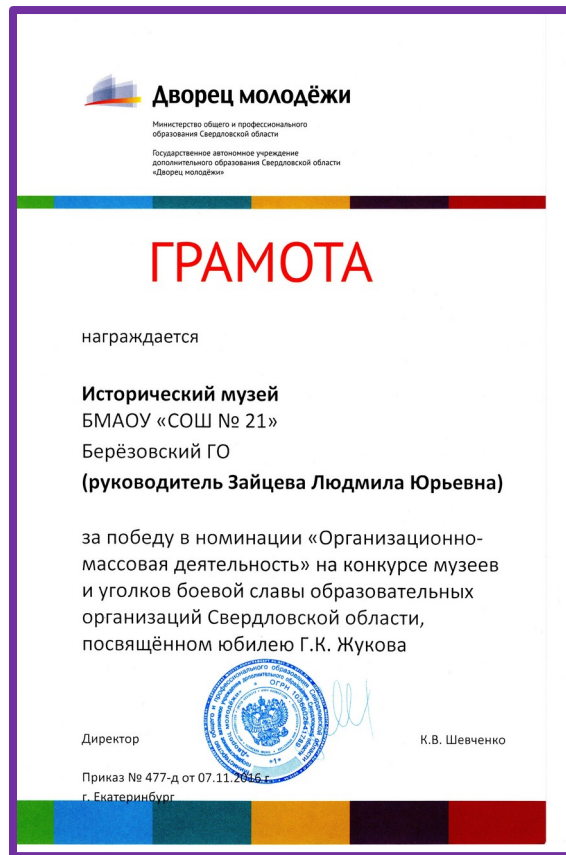 Дворец молодёжи
Министерство общего и профессионального
образования Свердловской области
Государственное автономное учреждение
дополнительного образования Свердловской области
«Дворец молодёжи»
ГРАМОТА
награждается
Исторический музей
БМАОУ «СОШ № 21»
Берёзовский ГО
(руководитель Зайцева Людмила Юрьевна)
за победу в номинации «Организационно-
массовая деятельность» на конкурсе музеев
и уголков боевой славы образовательных
организаций Свердловской области,
посвящённом юбилею Г.К. Жукова
Директор
К.В. Шевченко
Приказ № 477-д от 07.11.2016 г.
г. Екатеринбург